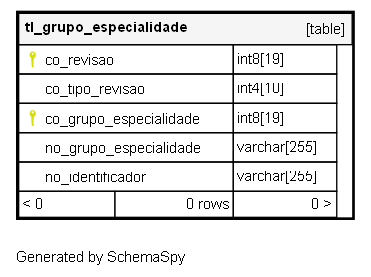 tl_grupo_especialidade [table]
co_revisao int8[19]
co_tipo_revisao int4[10]
co_grupo_especialidade int8[19]
no_grupo_especialidade varchar[255]
no_identificador varchar[255]
< 0 0 rows 0 >
Generated by SchemaSpy